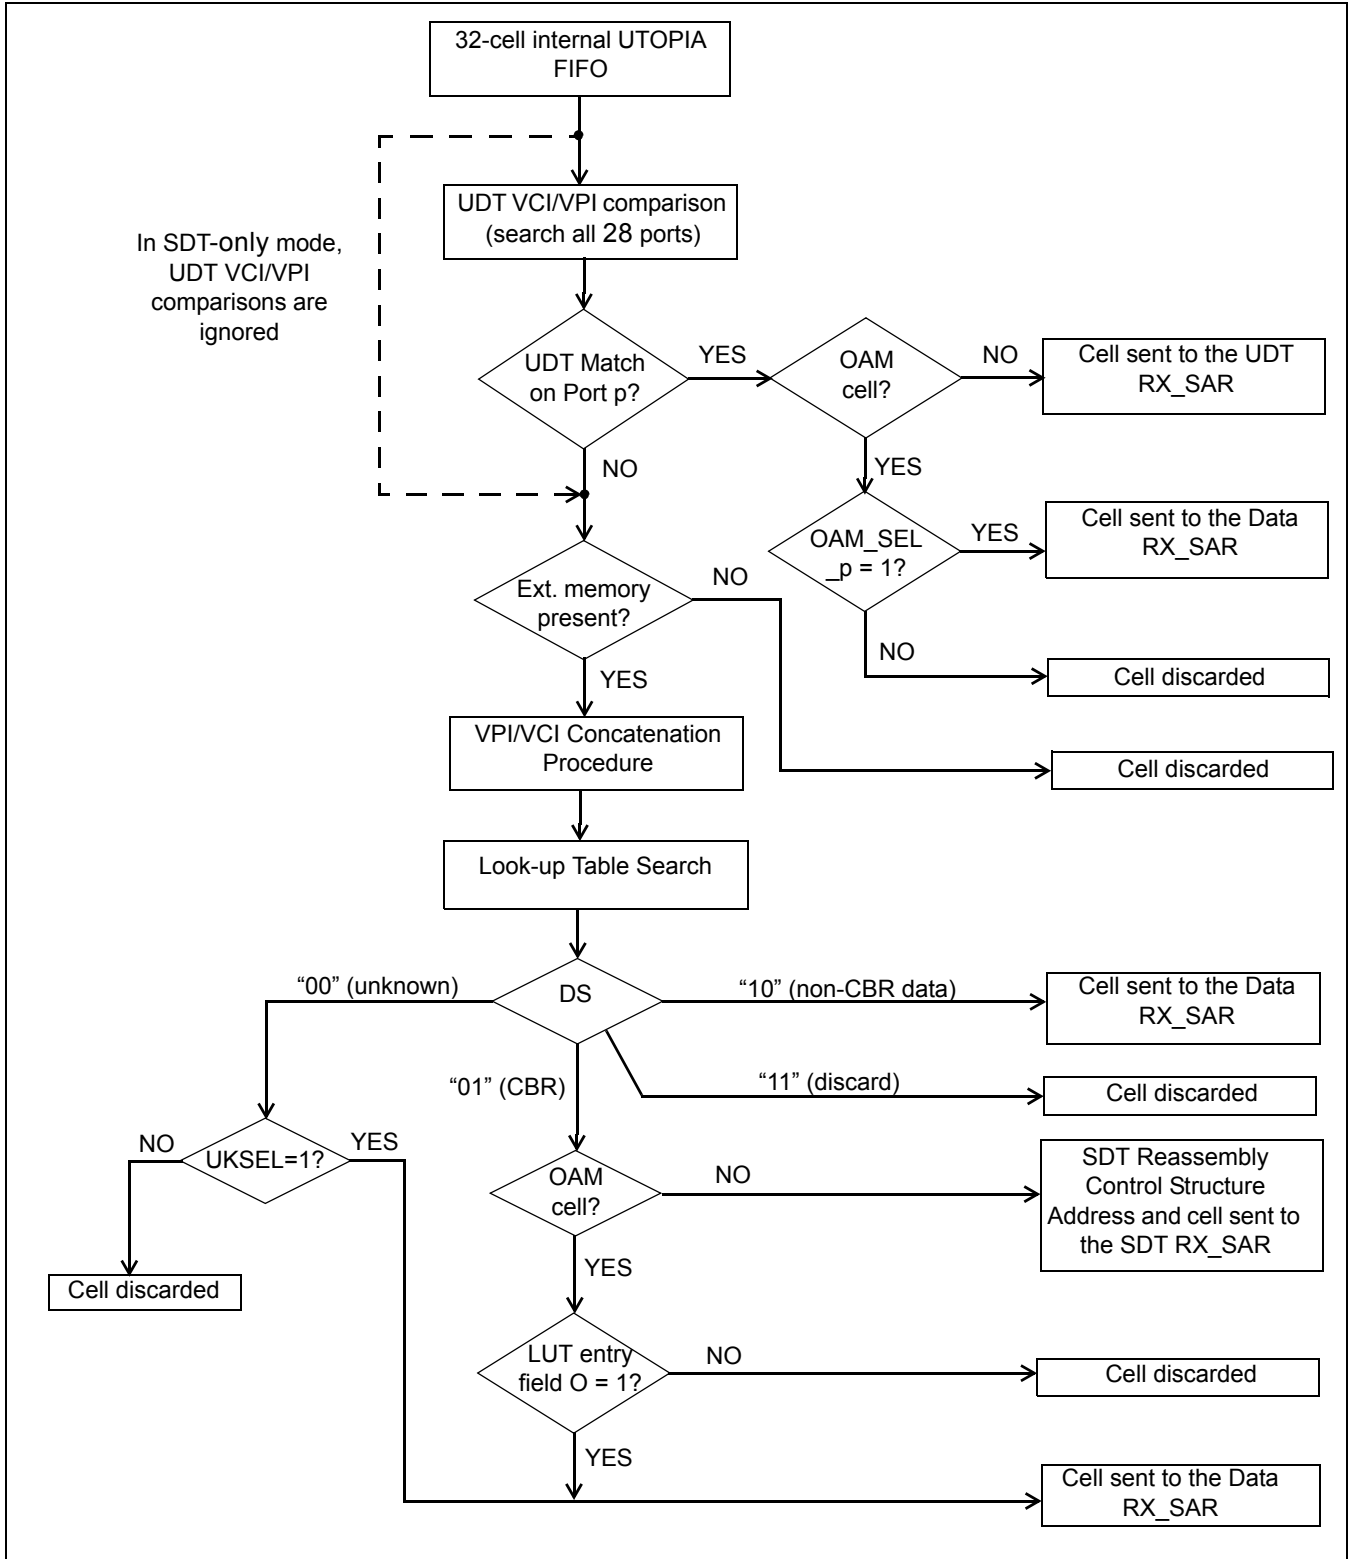 32-cell internal UTOPIA
FIFO
UDT VCI/VPI comparison
(search all 28 ports)
In SDT-only mode,
UDT VCI/VPI
comparisons are
ignored
UDT Match
on Port p?
YES
OAM
cell?
NO
Cell sent to the UDT
RX_SAR
NO
YES
OAM_SEL
_p = 1?
YES
Cell sent to the Data
RX_SAR
Ext. memory
present?
NO
NO
Cell discarded
YES
VPI/VCI Concatenation
Procedure
Cell discarded
Look-up Table Search
DS
“00” (unknown)
“10” (non-CBR data)
Cell sent to the Data
RX_SAR
“01” (CBR)
“11” (discard)
Cell discarded
NO
UKSEL=1?
YES
OAM
cell?
NO
SDT Reassembly
Control Structure
Address and cell sent to
the SDT RX_SAR
Cell discarded
YES
LUT entry
field O = 1?
NO
Cell discarded
YES
Cell sent to the Data
RX_SAR